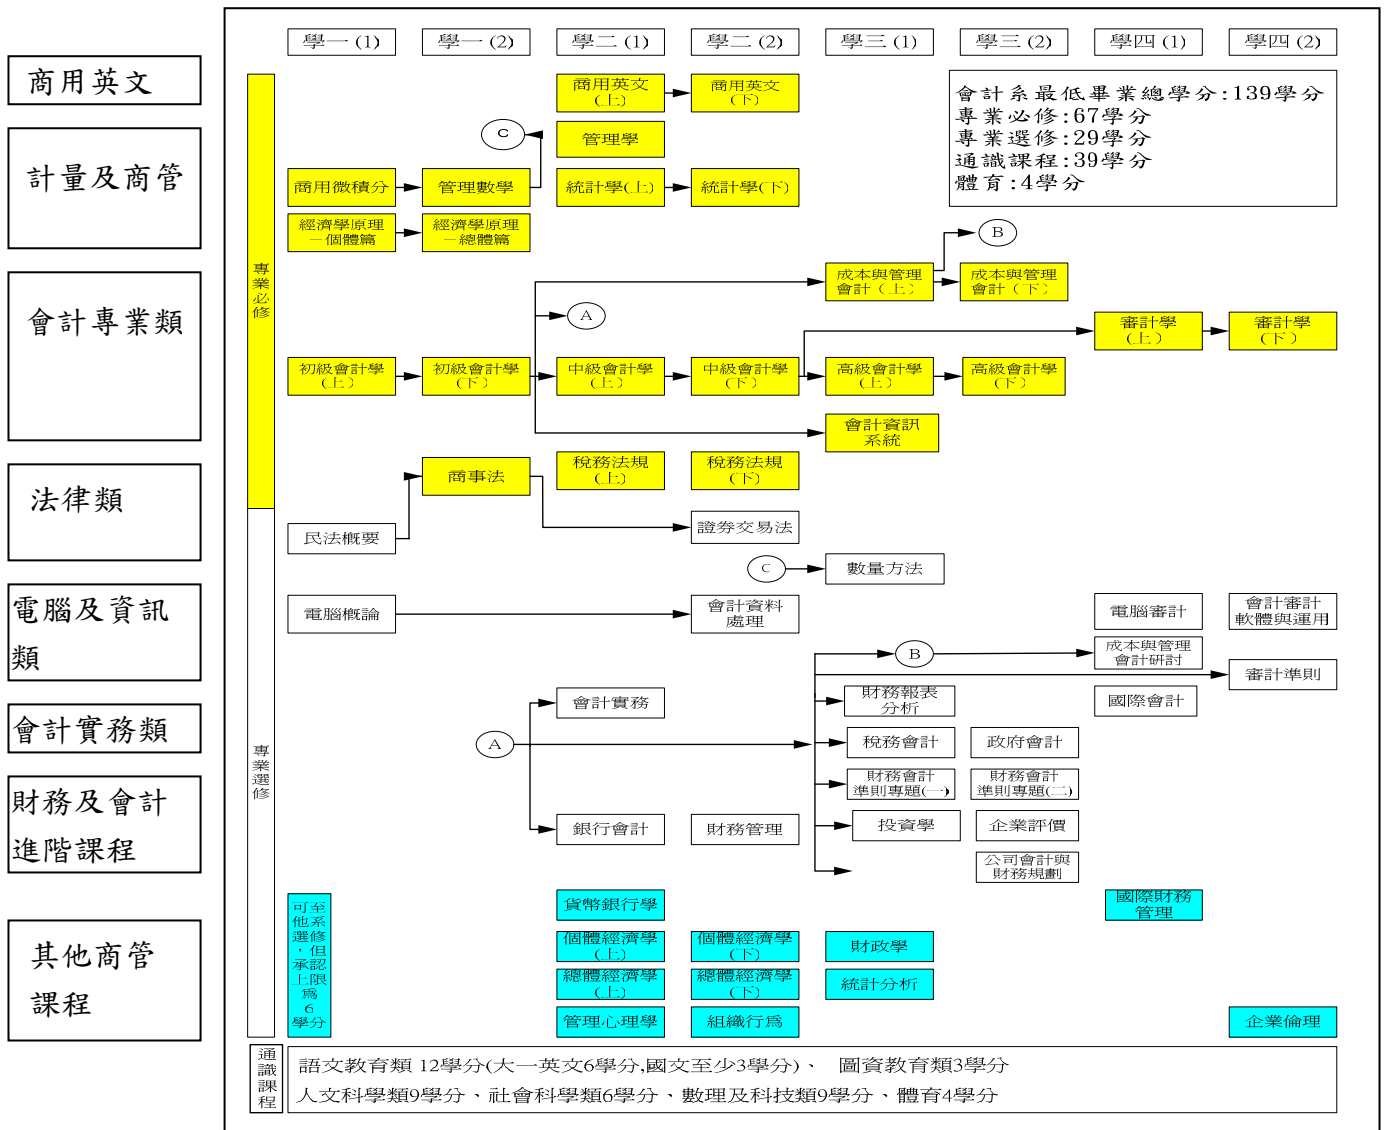 學一 (1)
學一 (2)
學二 (1)
學二 (2)
學三 (1)
學三 (2)
學四 (1)
學四 (2)
商用英文
計量及商管
會計專業類
法律類
電腦及資訊
類
會計實務類
財務及會計
進階課程
其他商管
課程
專業必修
商用英文
(上)
商用英文
(下)
會計系最低畢業總學分:139學分
專業必修:67學分
專業選修:29學分
通識課程:39學分
體育:4學分
C
管理學
商用微積分
管理數學
統計學(上)
統計學(下)
經濟學原理
－個體篇
經濟學原理
－總體篇
B
成本與管理
會計（上）
成本與管理
會計（下）
A
審計學
(上）
審計學
(下）
初級會計學
(上）
初級會計學
(下）
中級會計學
(上）
中級會計學
(下）
高級會計學
(上）
高級會計學
(下）
會計資訊
系統
商事法
稅務法規
(上)
稅務法規
(下)
專業選修
民法概要
證券交易法
C
數量方法
電腦概論
會計資料
處理
電腦審計
會計審計
軟體與運用
B
成本與管理
會計研討
審計準則
會計實務
財務報表
分析
國際會計
A
稅務會計
政府會計
財務會計
準則專題(一)
財務會計
準則專題(二)
銀行會計
財務管理
投資學
企業評價
公司會計與
財務規劃
可至
他系
選修
，但
承認
上限
為
6
學分
貨幣銀行學
國際財務
管理
個體經濟學
(上)
個體經濟學
(下)
財政學
總體經濟學
(上)
總體經濟學
(下)
統計分析
管理心理學
組織行為
企業倫理
通識課程
語文教育類 12學分(大一英文6學分,國文至少3學分)、 圖資教育類3學分
人文科學類9學分、社會科學類6學分、數理及科技類9學分、體育4學分